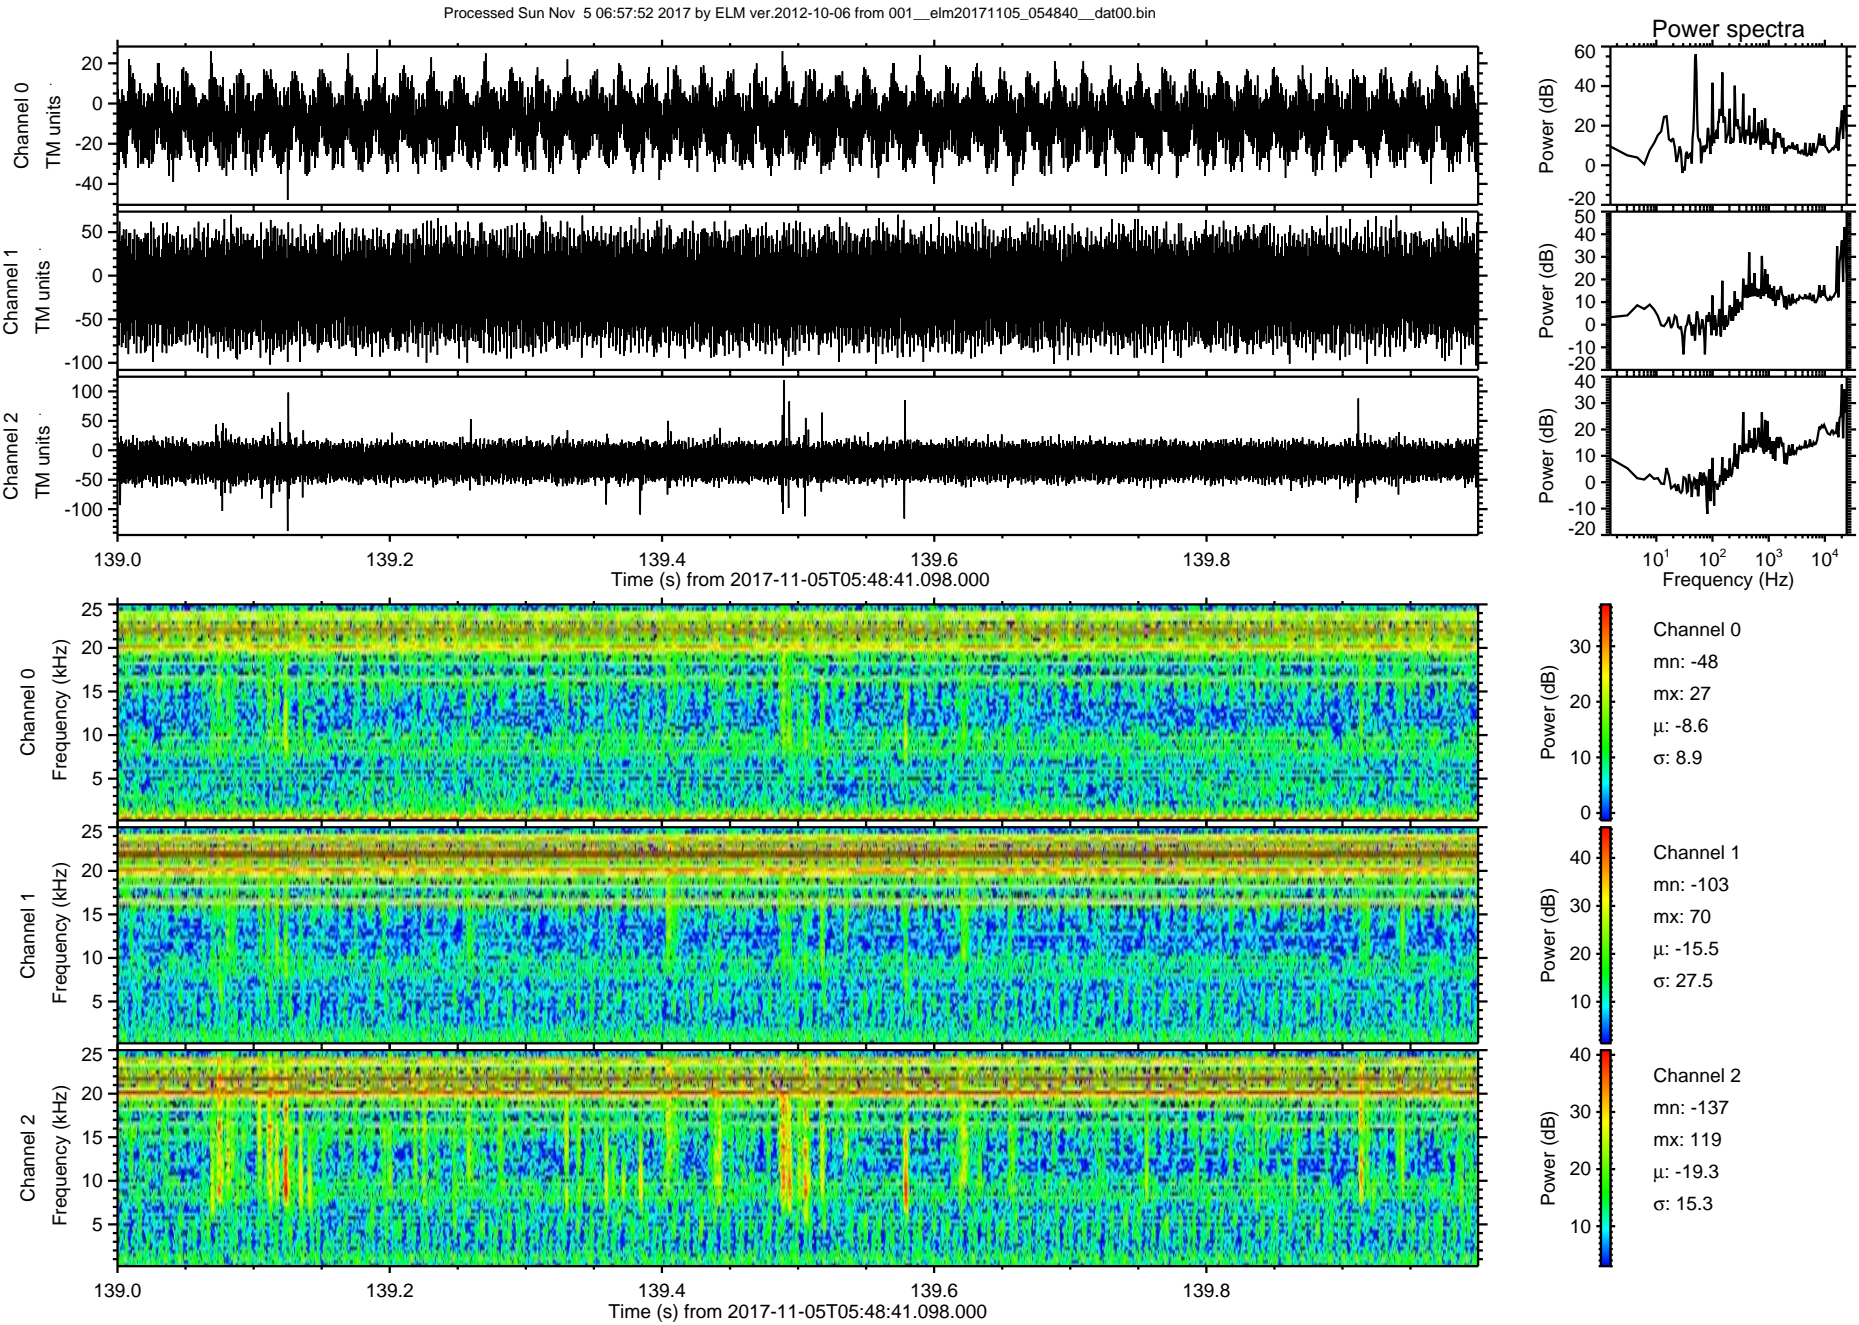 Processed Sun Nov  5 06:57:52 2017 by ELM ver.2012-10-06 from 001__elm20171105_054840__dat00.bin
Power spectra
Channel 0
TM units
20
0
-20
-40
Power (dB)
60
40
20
0
-20
Channel 1
TM units
50
0
-50
-100
Power (dB)
50
40
30
20
10
0
-10
-20
Channel 2
TM units
100
50
0
-50
-100
Power (dB)
40
30
20
10
0
-10
-20
139.0 139.2 139.4 139.6 139.8
Time (s) from 2017-11-05T05:48:41.098.000
10^1 10^2 10^3 10^4
Frequency (Hz)
Channel 0
Frequency (kHz)
25
20
15
10
5
Power (dB)
30
20
10
0
Channel 0
mn: -48
mx: 27
μ: -8.6
σ: 8.9
Channel 1
Frequency (kHz)
25
20
15
10
5
Power (dB)
40
30
20
10
Channel 1
mn: -103
mx: 70
μ: -15.5
σ: 27.5
Channel 2
Frequency (kHz)
25
20
15
10
5
Power (dB)
40
30
20
10
Channel 2
mn: -137
mx: 119
μ: -19.3
σ: 15.3
139.0 139.2 139.4 139.6 139.8
Time (s) from 2017-11-05T05:48:41.098.000